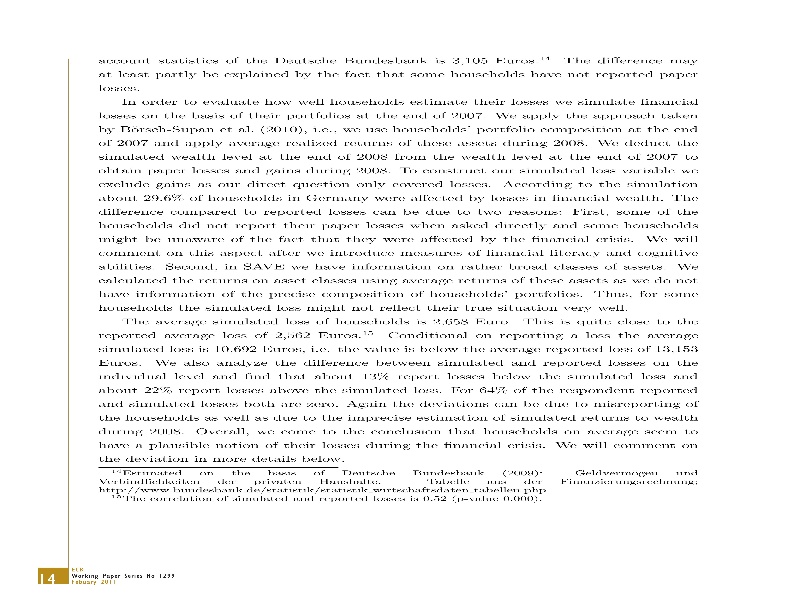 account statistics of the Deutsche Bundesbank is 3,105 Euros.14 The difference may
at least partly be explained by the fact that some households have not reported paper
losses.
In order to evaluate how well households estimate their losses we simulate financial
losses on the basis of their portfolios at the end of 2007. We apply the approach taken
by Börsch-Supan et al. (2010), i.e., we use households' portfolio composition at the end
of 2007 and apply average realized returns of these assets during 2008. We deduct the
simulated wealth level at the end of 2008 from the wealth level at the end of 2007 to
obtain paper losses and gains during 2008. To construct our simulated loss variable we
exclude gains as our direct question only covered losses. According to the simulation
about 29.6% of households in Germany were affected by losses in financial wealth. The
difference compared to reported losses can be due to two reasons: First, some of the
households did not report their paper losses when asked directly and some households
might be unaware of the fact that they were affected by the financial crisis. We will
comment on this aspect after we introduce measures of financial literacy and cognitive
abilities. Second, in SAVE we have information on rather broad classes of assets. We
calculated the returns on asset classes using average returns of these assets as we do not
have information of the precise composition of households' portfolios. Thus, for some
households the simulated loss might not reflect their true situation very well.
The average simulated loss of households is 2,658 Euro. This is quite close to the
reported average loss of 2,562 Euros.15 Conditional on reporting a loss the average
simulated loss is 10,692 Euros, i.e. the value is below the average reported loss of 13,153
Euros. We also analyze the difference between simulated and reported losses on the
individual level and find that about 13% report losses below the simulated loss and
about 22% report losses above the simulated loss. For 64% of the respondent reported
and simulated losses both are zero. Again the deviations can be due to misreporting of
the households as well as due to the imprecise estimation of simulated returns to wealth
during 2008. Overall, we come to the conclusion that households on average seem to
have a plausible notion of their losses during the financial crisis. We will comment on
the deviation in more details below.
14Estimated on the basis of Deutsche Bundesbank (2009): Geldvermögen und
Verbindlichkeiten der privaten Haushalte. Tabelle aus der Finanzierungsrechnung;
http://www.bundesbank.de/statistik/statistik_wirtschaftsdaten_tabellen.php
15The correlation of simulated and reported losses is 0.52 (p-value 0.000).
14
ECB
Working Paper Series No 1299
February 2011